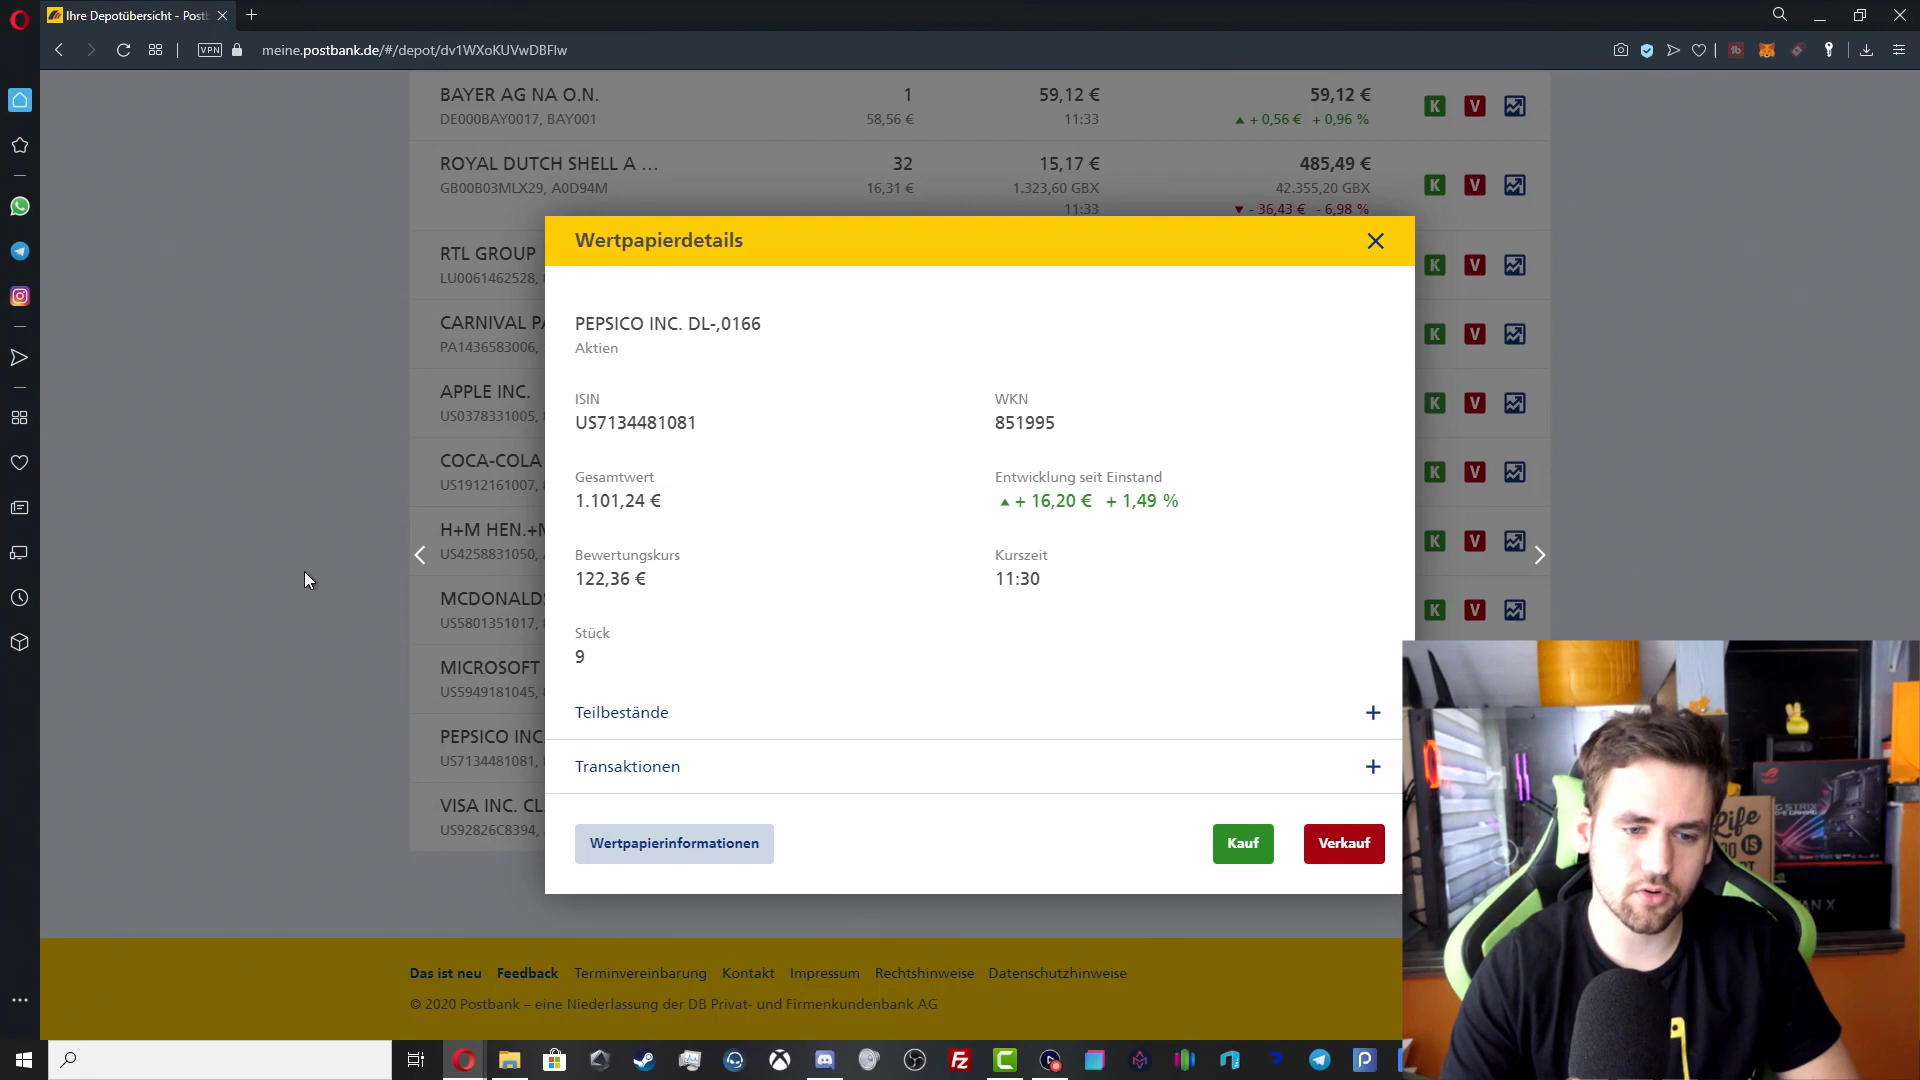 Ihre Depotübersicht - Postb
VPN
meine.postbank.de/#/depot/dv1WXoKUVwDBFlw
BAYER AG NA O.N.
1
59,12 €
59,12 €
DE000BAY0017, BAY001
58,56 €
11:33
+ 0,56 € + 0,96 %
K V
ROYAL DUTCH SHELL A ...
32
15,17 €
485,49 €
GB00B03MLX29, A0D94M
16,31 €
1.323,60 GBX
42.355,20 GBX
11:33
- 36,43 € - 6,98 %
K V
RTL GROUP
LU0061462528,
K V
CARNIVAL PA
PA1436583006,
K V
APPLE INC.
US0378331005,
K V
COCA-COLA
US1912161007,
K V
H+M HEN.+M
US4258831050,
K V
MCDONALDS
US5801351017,
K V
MICROSOFT
US5949181045,
PEPSICO INC
US7134481081,
VISA INC. CL
US92826C8394,
Wertpapierdetails
PEPSICO INC. DL-,0166
Aktien
ISIN
WKN
US7134481081
851995
Gesamtwert
Entwicklung seit Einstand
1.101,24 €
+ 16,20 € + 1,49 %
Bewertungskurs
Kurszeit
122,36 €
11:30
Stück
9
Teilbestände
Transaktionen
Wertpapierinformationen
Kauf
Verkauf
Das ist neu Feedback Terminvereinbarung Kontakt Impressum Rechtshinweise Datenschutzhinweise
© 2020 Postbank – eine Niederlassung der DB Privat- und Firmenkundenbank AG
Life
IS